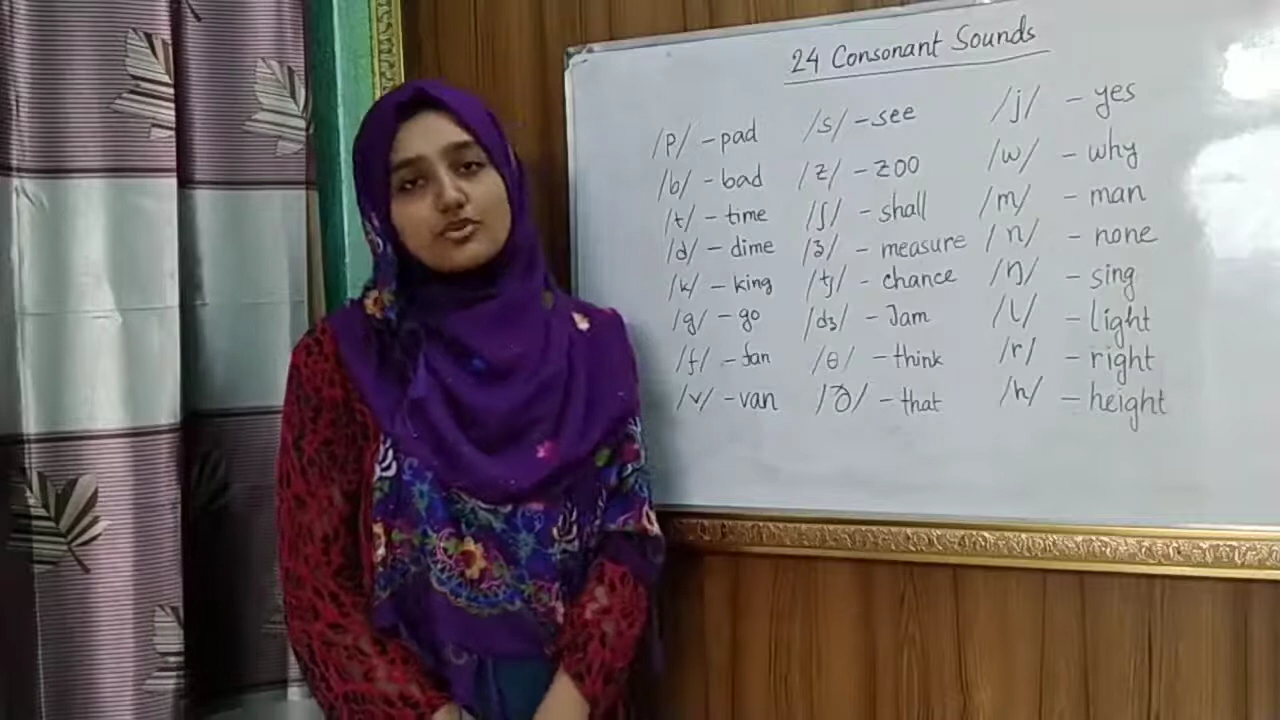 24 Consonant Sounds
/p/ - pad
/b/ - bad
/t/ - time
/d/ - dime
/k/ - king
/g/ - go
/f/ - fan
/v/ - van
/s/ - see
/z/ - zoo
/ʃ/ - shall
/ʒ/ - measure
/tʃ/ - chance
/dʒ/ - Jam
/θ/ - think
/ð/ - that
/j/ - yes
/w/ - why
/m/ - man
/n/ - none
/ŋ/ - sing
/l/ - light
/r/ - right
/h/ - height